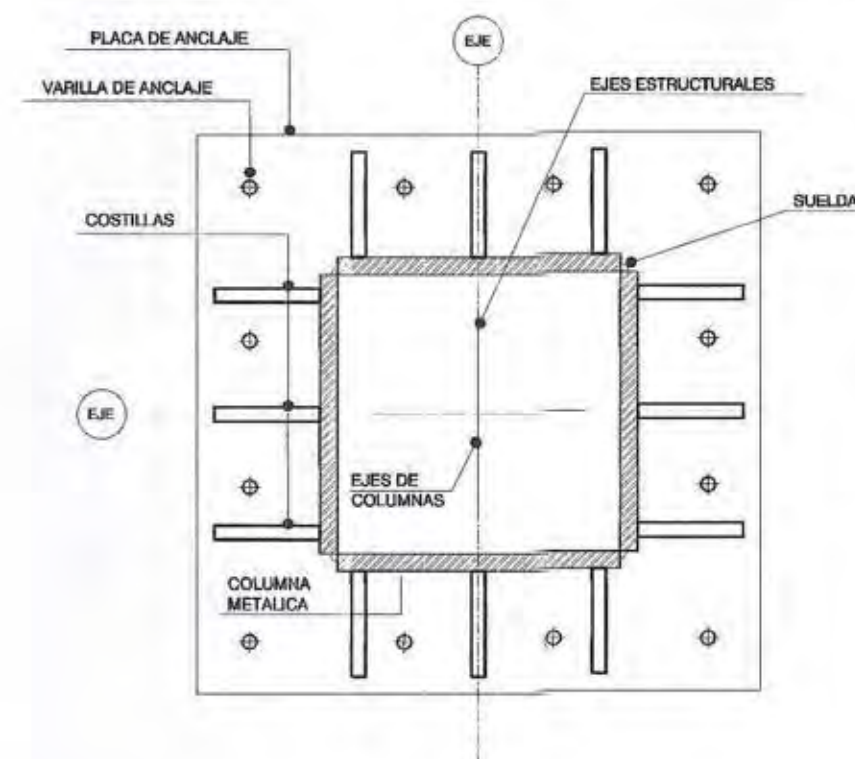 PLACA DE ANCLAJE
EJE
VARILLA DE ANCLAJE
EJES ESTRUCTURALES
SUELDA
COSTILLAS
EJE
EJES DE
COLUMNAS
COLUMNA
METALICA